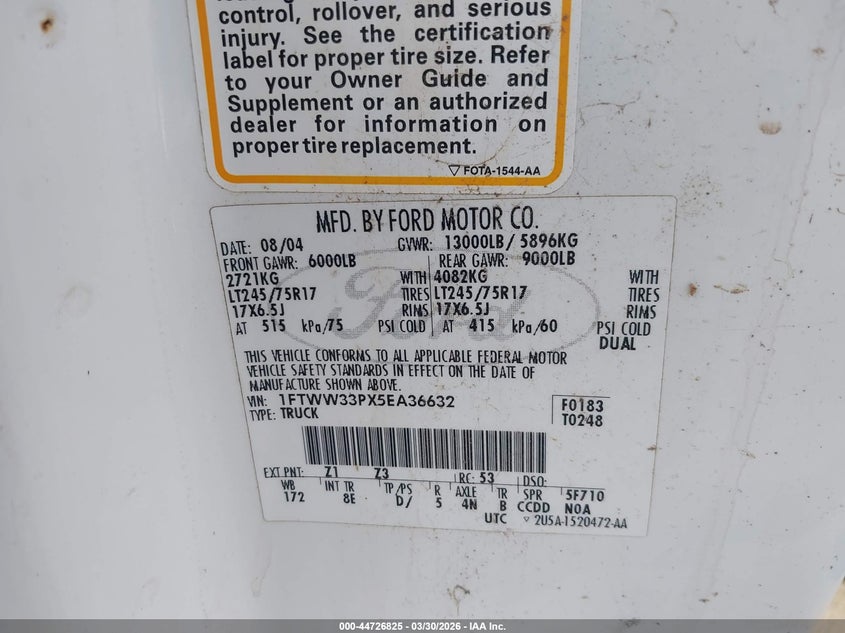 control, rollover, and serious
injury. See the certification
label for proper tire size. Refer
to your Owner Guide and
Supplement or an authorized
dealer for information on
proper tire replacement.
▽ F0TA-1544-AA
MFD. BY FORD MOTOR CO.
DATE: 08/04 GVWR: 13000LB/ 5896KG
FRONT GAWR: 6000LB REAR GAWR: 9000LB
2721KG WITH 4082KG WITH
LT245/75R17 TIRES LT245/75R17 TIRES
17X6.5J RIMS 17X6.5J RIMS
AT 515 kPa/75 PSI COLD AT 415 kPa/60 PSI COLD
DUAL
Ford
THIS VEHICLE CONFORMS TO ALL APPLICABLE FEDERAL MOTOR
VEHICLE SAFETY STANDARDS IN EFFECT ON THE DATE OF
MANUFACTURE SHOWN ABOVE.
VIN: 1FTWW33PX5EA36632 F0183
TYPE: TRUCK T0248
EXT PNT: Z1 Z3 RC: 53 DSO:
WB INT TR TP/PS R AXLE TR SPR 5F710
172 8E D/ 5 4N B CCDD NOA
UTC ▽ 2U5A-1520472-AA
000-44726825 | 03/30/2026 | IAA Inc.